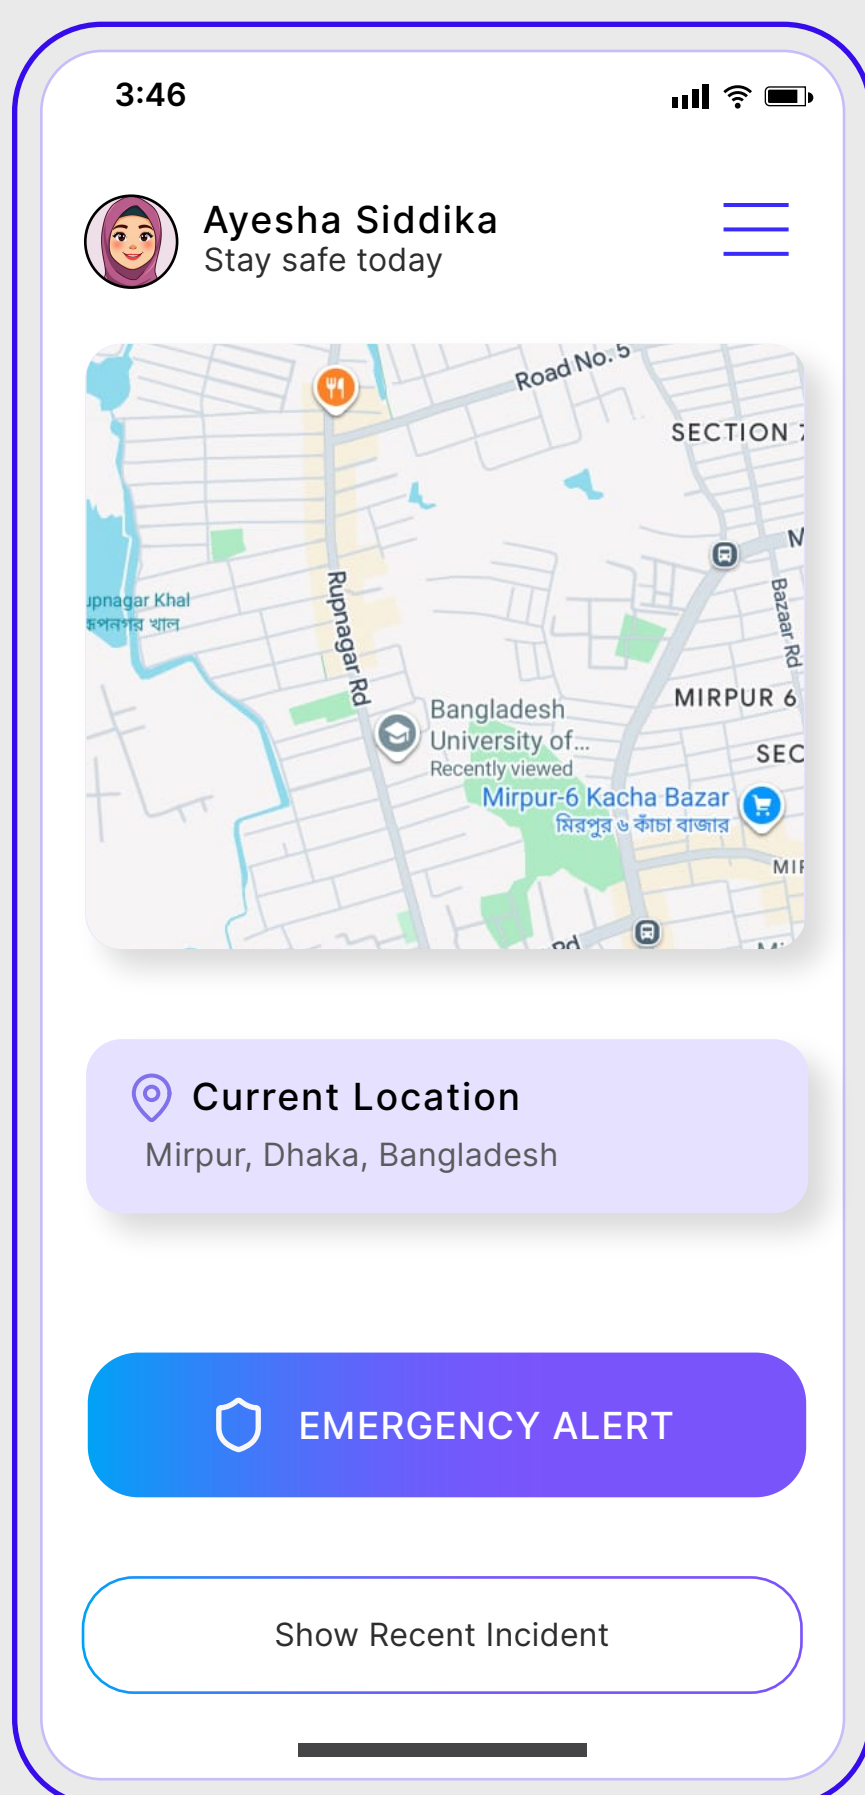 3:46
Ayesha Siddika
Stay safe today
Road No. 5
SECTION
Rupnagar Rd
Bazaar Rd
Khal
খাল
MIRPUR 6
Bangladesh
University of...
Recently viewed
SEC
Mirpur-6 Kacha Bazar
মিরপুর ৬ কাঁচা বাজার
Rd
Current Location
Mirpur, Dhaka, Bangladesh
EMERGENCY ALERT
Show Recent Incident